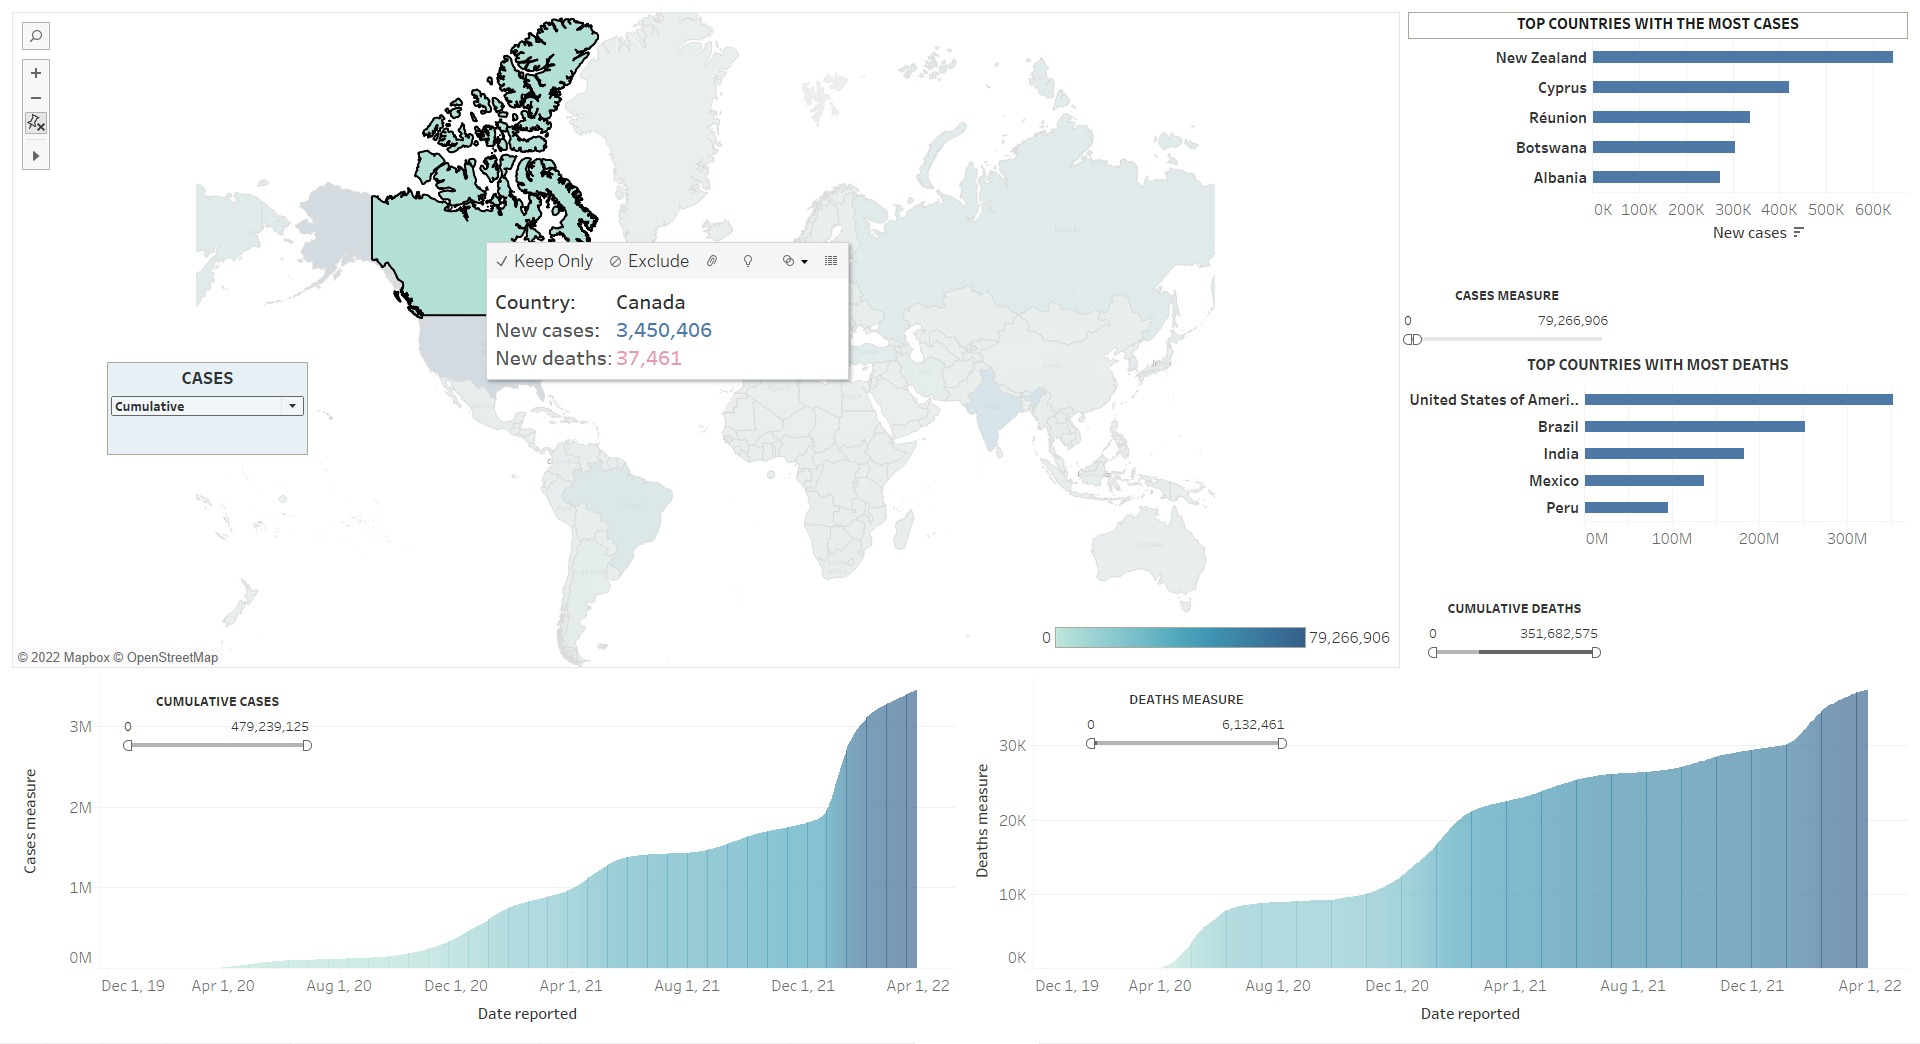 TOP COUNTRIES WITH THE MOST CASES
New Zealand
Cyprus
Réunion
Botswana
Albania
0K 100K 200K 300K 400K 500K 600K
New cases
✓ Keep Only Exclude
Country: Canada
New cases: 3,450,406
New deaths: 37,461
CASES
Cumulative
CASES MEASURE
0 79,266,906
TOP COUNTRIES WITH MOST DEATHS
United States of Ameri..
Brazil
India
Mexico
Peru
0M 100M 200M 300M
CUMULATIVE DEATHS
0 351,682,575
0 79,266,906
© 2022 Mapbox © OpenStreetMap
CUMULATIVE CASES
0 479,239,125
Cases measure
3M
2M
1M
0M
Dec 1, 19 Apr 1, 20 Aug 1, 20 Dec 1, 20 Apr 1, 21 Aug 1, 21 Dec 1, 21 Apr 1, 22
Date reported
DEATHS MEASURE
0 6,132,461
Deaths measure
30K
20K
10K
0K
Dec 1, 19 Apr 1, 20 Aug 1, 20 Dec 1, 20 Apr 1, 21 Aug 1, 21 Dec 1, 21 Apr 1, 22
Date reported